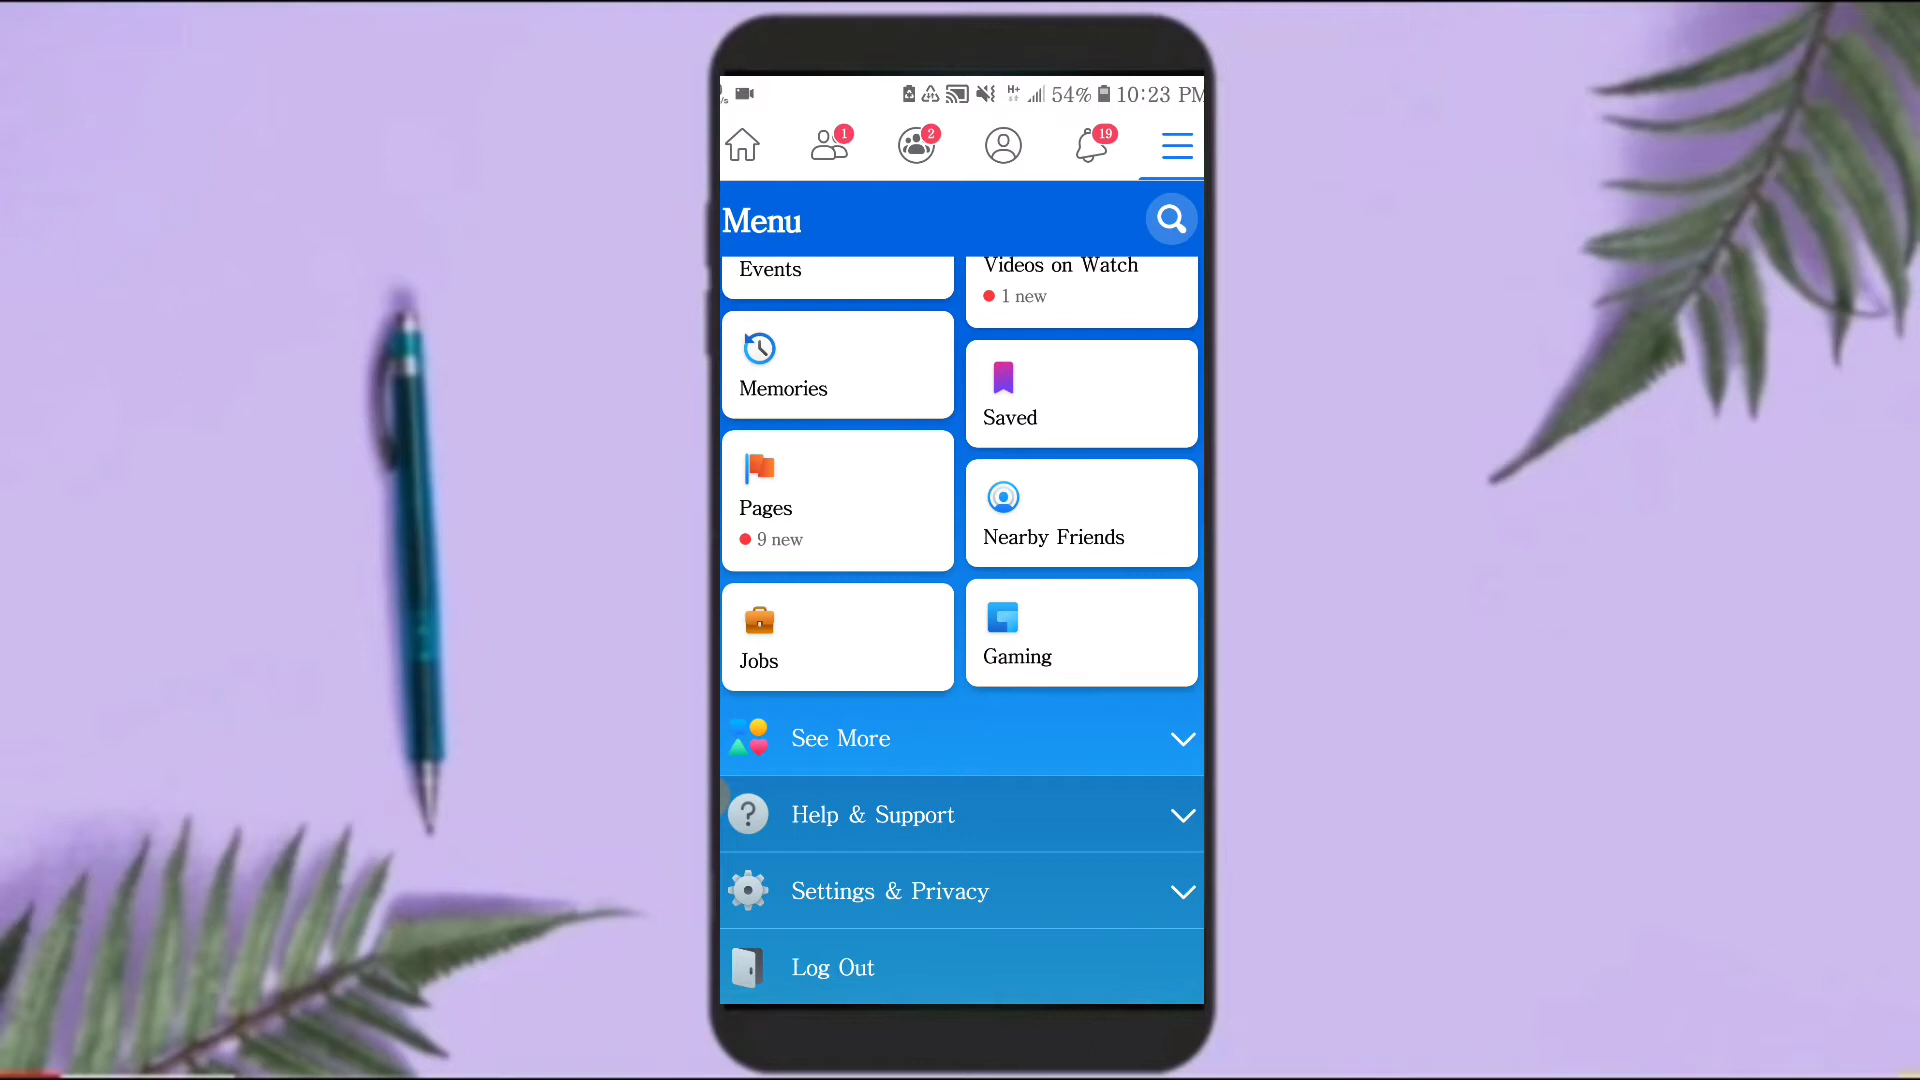 H+ 54% 10:23 PM
1 2 19
Menu
Events
Videos on Watch
1 new
Memories
Saved
Pages
9 new
Nearby Friends
Jobs
Gaming
See More
Help & Support
Settings & Privacy
Log Out